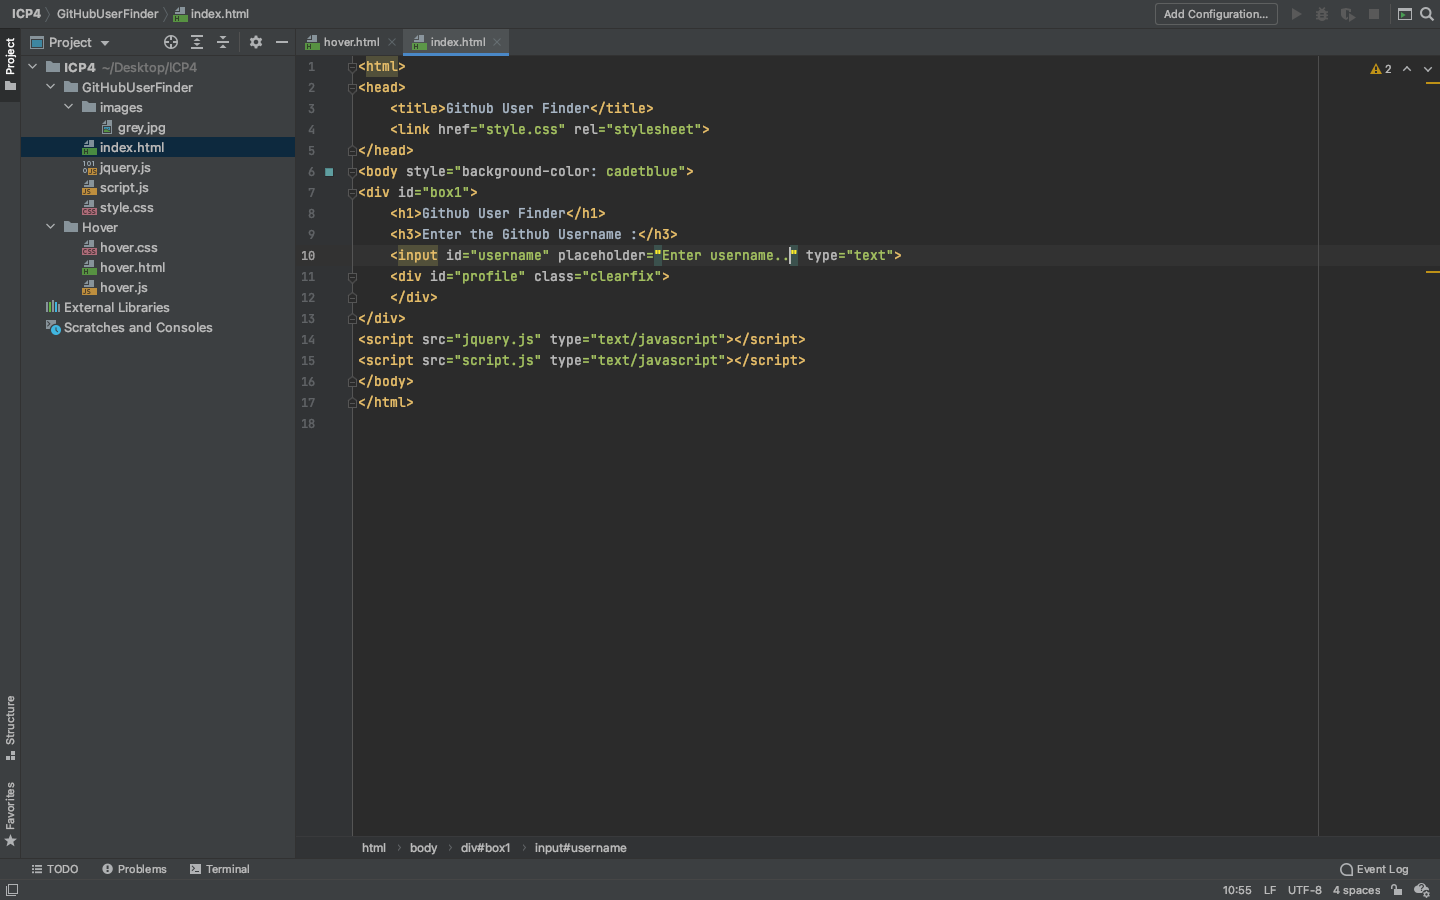 ICP4 GitHubUserFinder index.html
Add Configuration...
Project
hover.html
index.html
Project
ICP4 ~/Desktop/ICP4
GitHubUserFinder
images
grey.jpg
index.html
jquery.js
script.js
style.css
Hover
hover.css
hover.html
hover.js
External Libraries
Scratches and Consoles
1 <html>
2 <head>
3 <title>Github User Finder</title>
4 <link href="style.css" rel="stylesheet">
5 </head>
6 <body style="background-color: cadetblue">
7 <div id="box1">
8 <h1>Github User Finder</h1>
9 <h3>Enter the Github Username :</h3>
10 <input id="username" placeholder="Enter username.." type="text">
11 <div id="profile" class="clearfix">
12 </div>
13 </div>
14 <script src="jquery.js" type="text/javascript"></script>
15 <script src="script.js" type="text/javascript"></script>
16 </body>
17 </html>
18
2
Structure
Favorites
html body div#box1 input#username
TODO Problems Terminal
Event Log
10:55 LF UTF-8 4 spaces